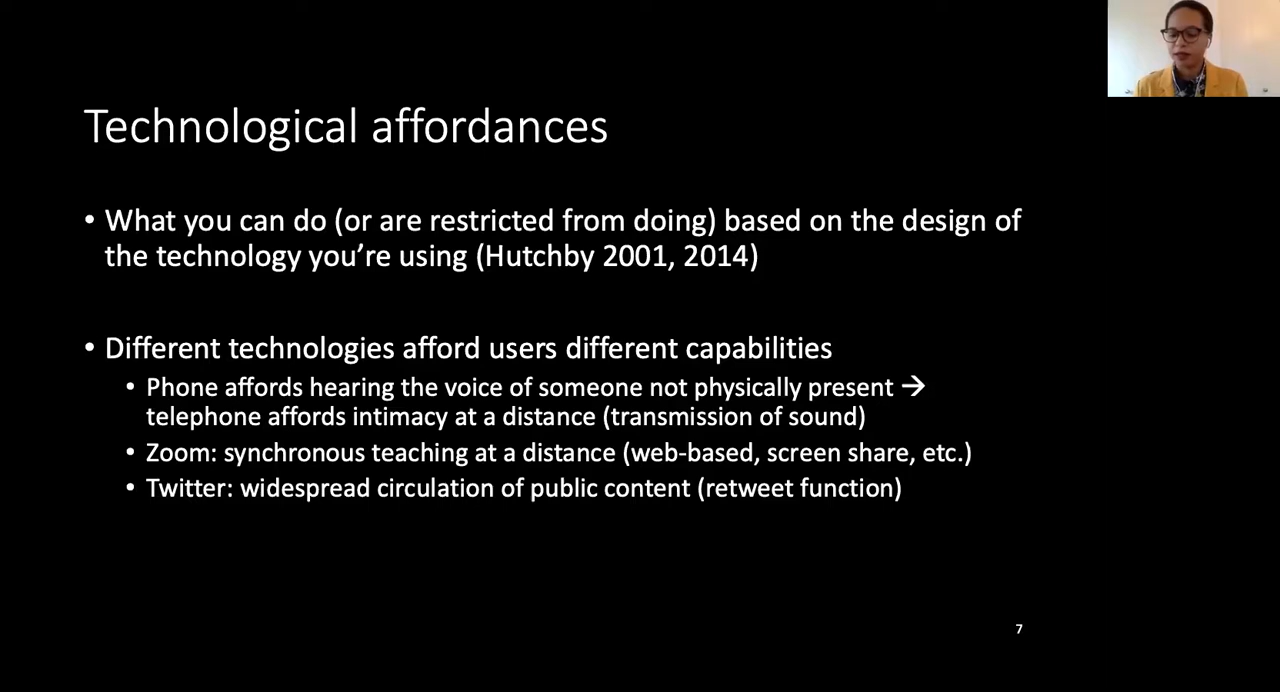 Technological affordances
• What you can do (or are restricted from doing) based on the design of
the technology you’re using (Hutchby 2001, 2014)
• Different technologies afford users different capabilities
• Phone affords hearing the voice of someone not physically present →
telephone affords intimacy at a distance (transmission of sound)
• Zoom: synchronous teaching at a distance (web-based, screen share, etc.)
• Twitter: widespread circulation of public content (retweet function)
7